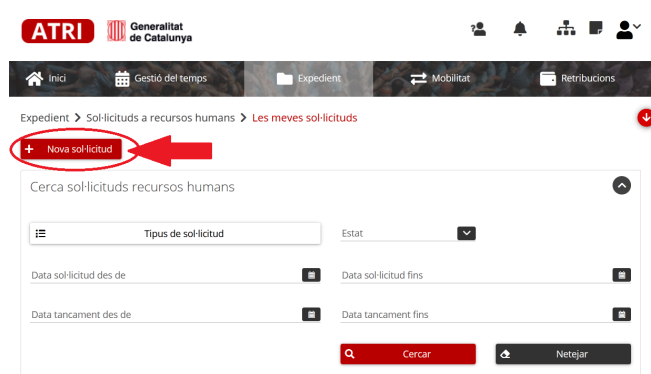 ATRI
Generalitat
de Catalunya
Inici
Gestió del temps
Expedient
Mobilitat
Retribucions
Expedient > Sol·licituds a recursos humans > Les meves sol·licituds
+ Nova sol·licitud
Cerca sol·licituds recursos humans
Tipus de sol·licitud
Estat
Data sol·licitud des de
Data sol·licitud fins
Data tancament des de
Data tancament fins
Cercar
Netejar